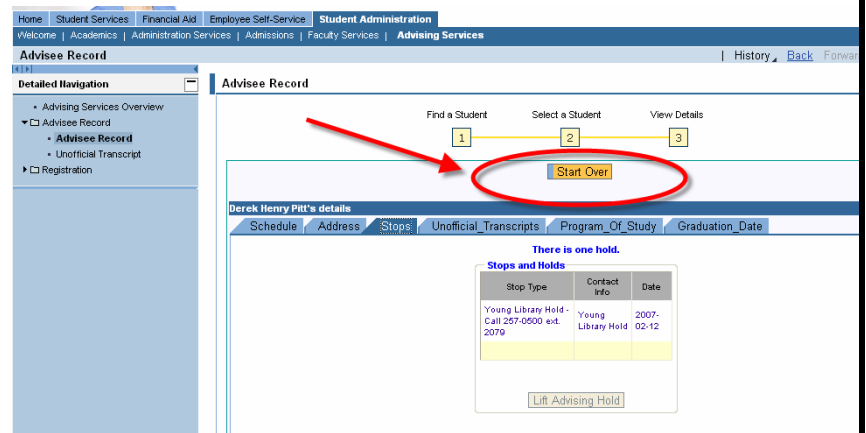 Home Student Services Financial Aid Employee Self-Service Student Administration
Welcome | Academics | Administration Services | Admissions | Faculty Services | Advising Services
Advisee Record | History Back Forwar
Detailed Navigation
Advisee Record
Advising Services Overview
Advisee Record
Advisee Record
Unofficial Transcript
Registration
Find a Student Select a Student View Details
1 2 3
Start Over
Derek Henry Pitt's details
Schedule Address Stops Unofficial_Transcripts Program_Of_Study Graduation_Date
There is one hold.
Stops and Holds
Stop Type Contact Info Date
Young Library Hold - Call 257-0500 ext. 2079 Young Library Hold 2007-02-12
Lift Advising Hold